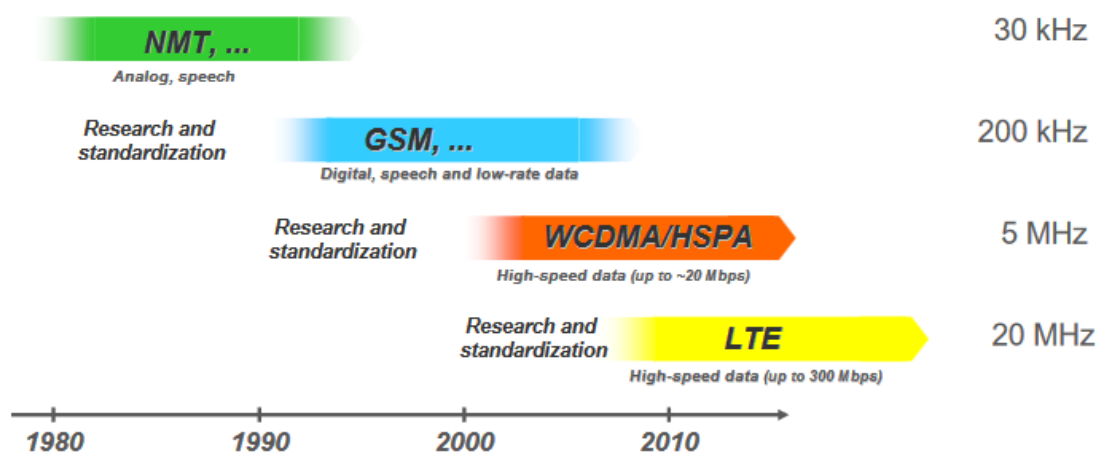 NMT, ...
30 kHz
Analog, speech
Research and
standardization
GSM, ...
200 kHz
Digital, speech and low-rate data
Research and
standardization
WCDMA/HSPA
5 MHz
High-speed data (up to ~20 Mbps)
Research and
standardization
LTE
20 MHz
High-speed data (up to 300 Mbps)
1980 1990 2000 2010